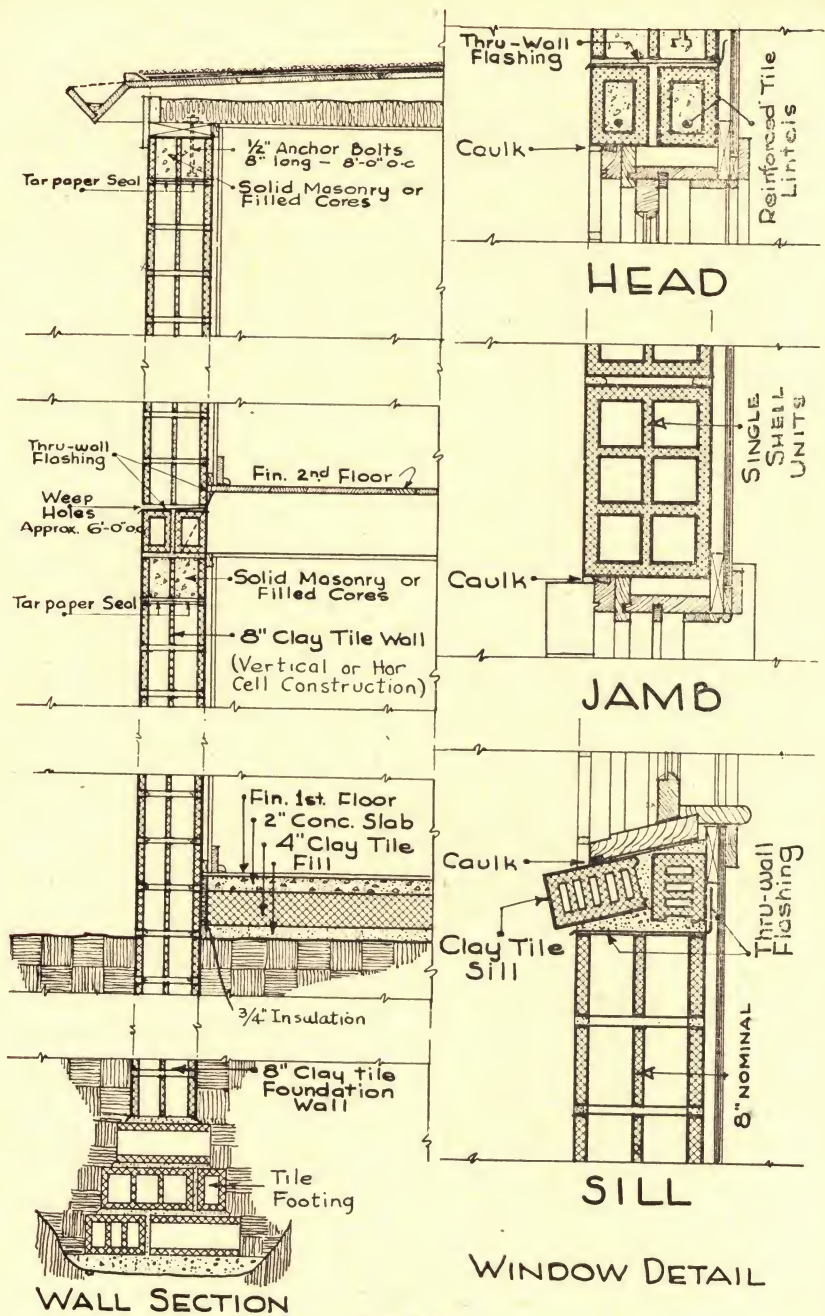 ½" Anchor Bolts
8" long – 8'-0" o-c
Tar paper Seal
Solid Masonry or
Filled Cores
Thru-wall
Flashing
Fin. 2nd Floor
Weep
Holes
Approx. 6'-0" oc
Solid Masonry or
Filled Cores
Tar paper Seal
8" Clay Tile Wall
(Vertical or Hor
Cell Construction)
Fin. 1st. Floor
2" Conc. Slab
4" Clay Tile
Fill
3/4" Insulation
8" Clay tile
Foundation
Wall
Tile
Footing
WALL SECTION
Thru-Wall
Flashing
Caulk
Reinforced Tile
Lintels
HEAD
SINGLE
SHELL
UNITS
Caulk
JAMB
Caulk
Clay Tile
Sill
Thru-wall
Flashing
8" NOMINAL
SILL
WINDOW DETAIL